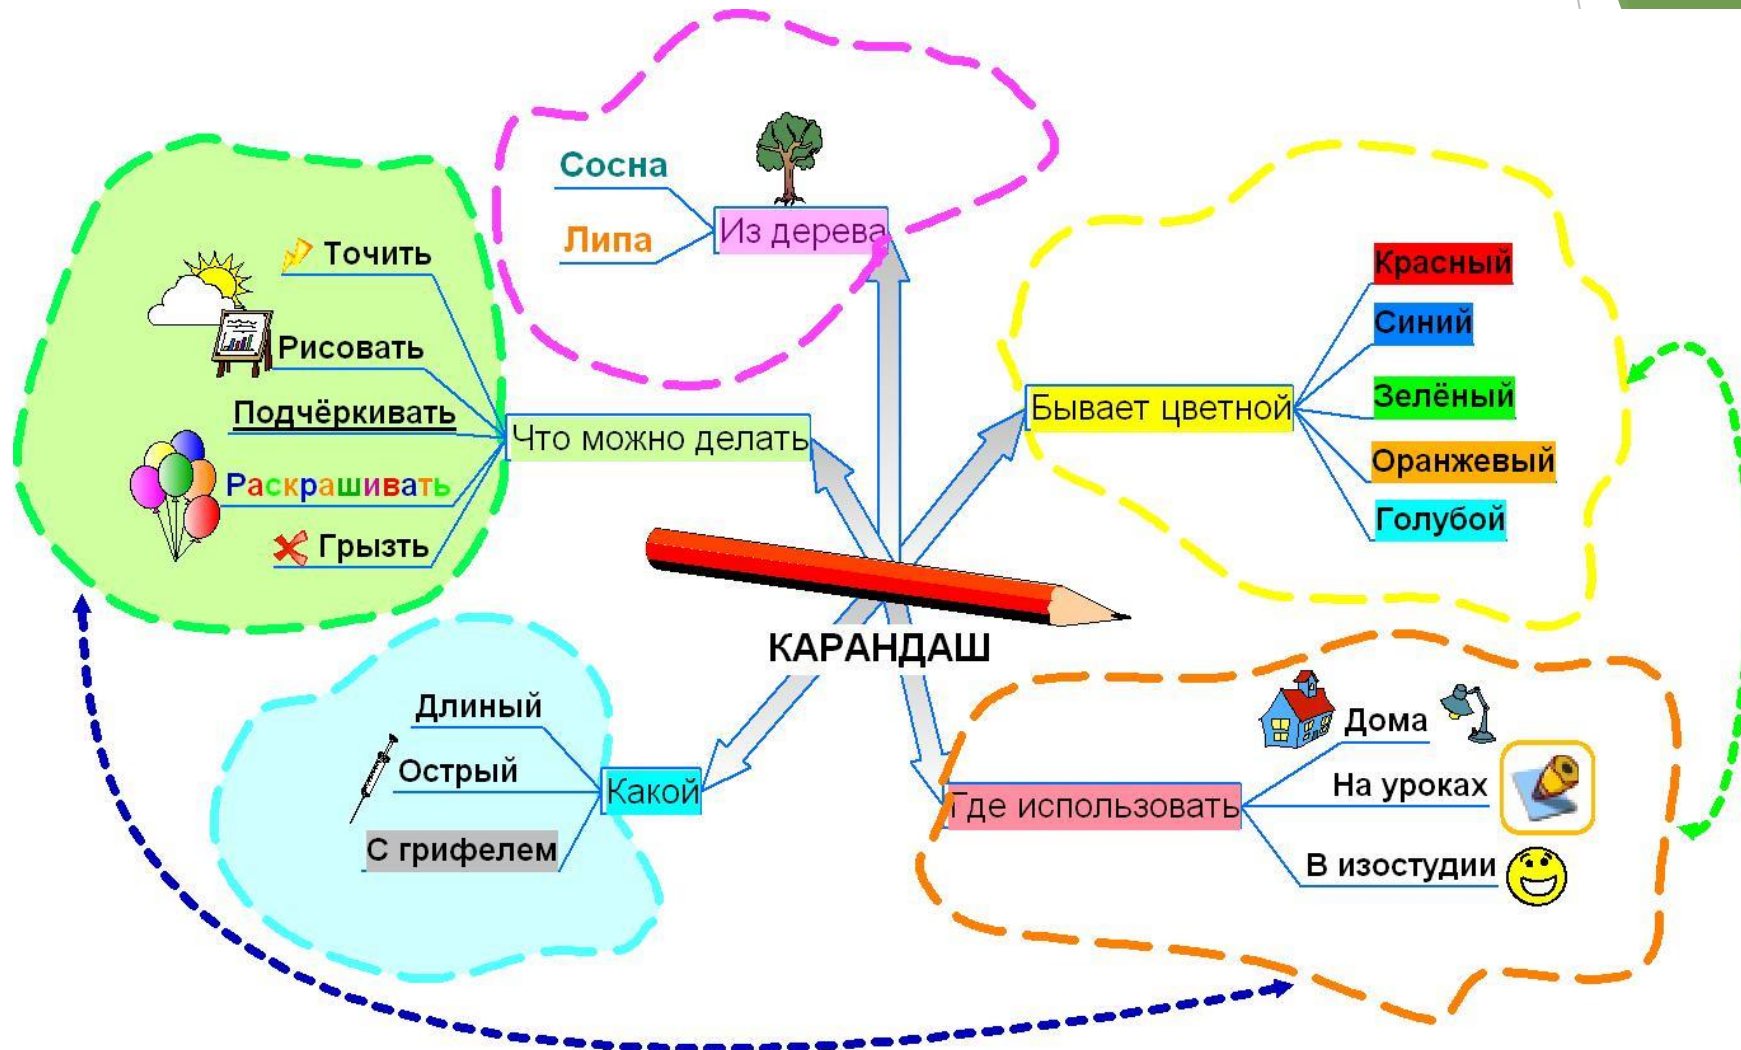 Сосна
Из дерева
Липа
Точить
Рисовать
Подчёркивать
Раскрашивать
Грызть
Что можно делать
Бывает цветной
Красный
Синий
Зелёный
Оранжевый
Голубой
КАРАНДАШ
Длиный
Острый
С грифелем
Какой
Где использовать
Дома
На уроках
В изостудии